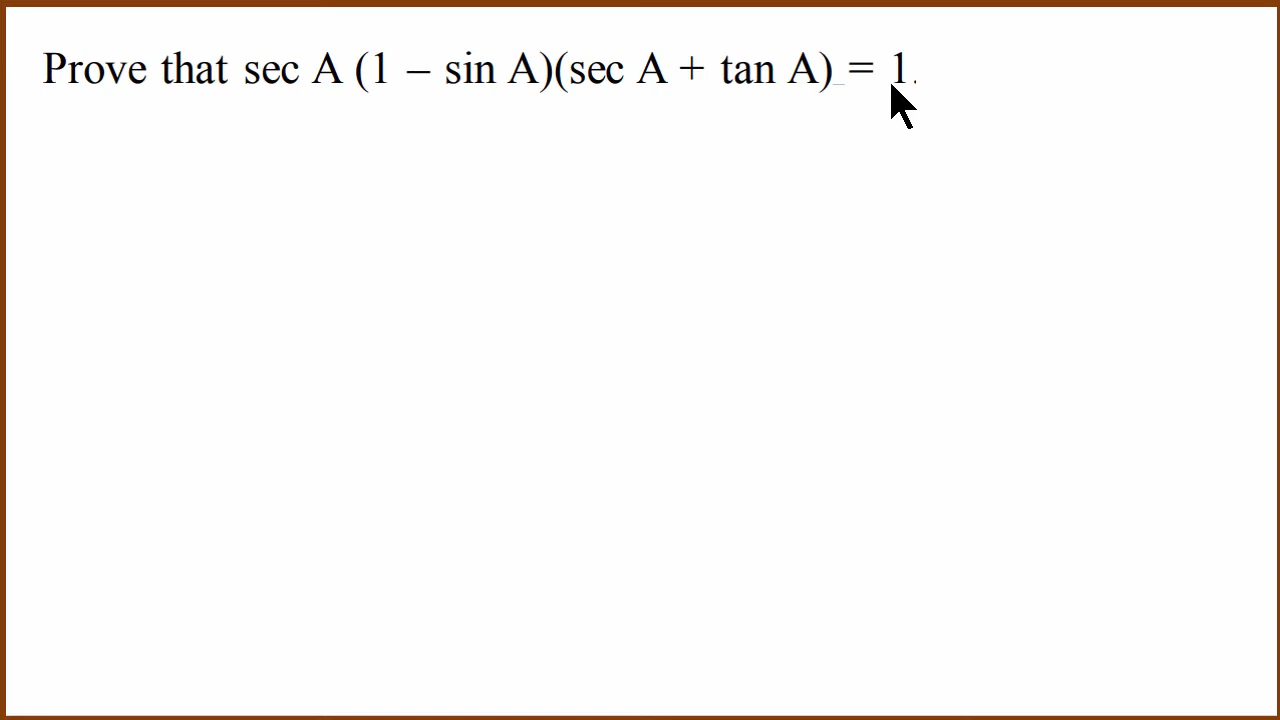 Prove that sec A (1 – sin A)(sec A + tan A) = 1.